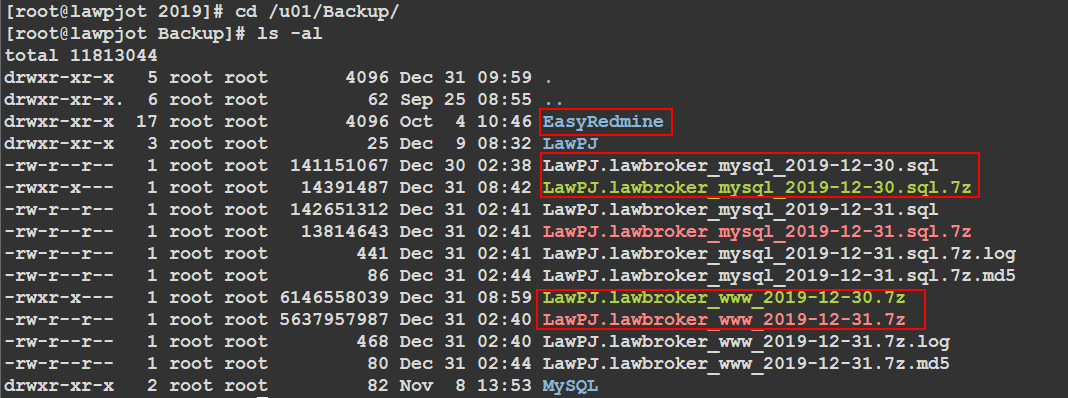 [root@lawpjot 2019]# cd /u01/Backup/
[root@lawpjot Backup]# ls -al
total 11813044
drwxr-xr-x   5 root root       4096 Dec 31 09:59 .
drwxr-xr-x.  6 root root         62 Sep 25 08:55 ..
drwxr-xr-x  17 root root       4096 Oct  4 10:46 EasyRedmine
drwxr-xr-x   3 root root         25 Dec  9 08:32 LawPJ
-rw-r--r--   1 root root  141151067 Dec 30 02:38 LawPJ.lawbroker_mysql_2019-12-30.sql
-rwxr-x---   1 root root   14391487 Dec 31 08:42 LawPJ.lawbroker_mysql_2019-12-30.sql.7z
-rw-r--r--   1 root root  142651312 Dec 31 02:41 LawPJ.lawbroker_mysql_2019-12-31.sql
-rw-r--r--   1 root root   13814643 Dec 31 02:41 LawPJ.lawbroker_mysql_2019-12-31.sql.7z
-rw-r--r--   1 root root        441 Dec 31 02:41 LawPJ.lawbroker_mysql_2019-12-31.sql.7z.log
-rw-r--r--   1 root root         86 Dec 31 02:44 LawPJ.lawbroker_mysql_2019-12-31.sql.7z.md5
-rwxr-x---   1 root root 6146558039 Dec 31 08:59 LawPJ.lawbroker_www_2019-12-30.7z
-rw-r--r--   1 root root 5637957987 Dec 31 02:40 LawPJ.lawbroker_www_2019-12-31.7z
-rw-r--r--   1 root root        468 Dec 31 02:40 LawPJ.lawbroker_www_2019-12-31.7z.log
-rw-r--r--   1 root root         80 Dec 31 02:44 LawPJ.lawbroker_www_2019-12-31.7z.md5
drwxr-xr-x   2 root root         82 Nov  8 13:53 MySQL